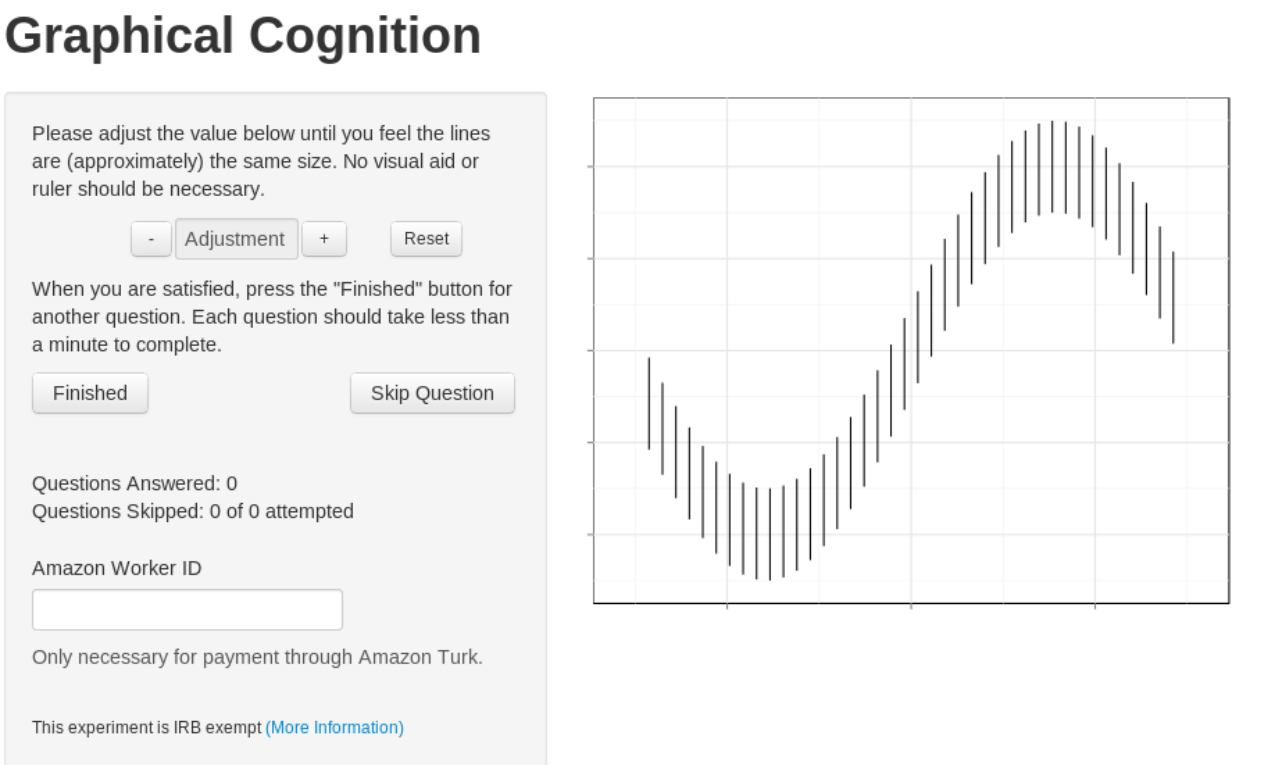 Graphical Cognition
Please adjust the value below until you feel the lines
are (approximately) the same size. No visual aid or
ruler should be necessary.
- Adjustment + Reset
When you are satisfied, press the "Finished" button for
another question. Each question should take less than
a minute to complete.
Finished Skip Question
Questions Answered: 0
Questions Skipped: 0 of 0 attempted
Amazon Worker ID
Only necessary for payment through Amazon Turk.
This experiment is IRB exempt (More Information)